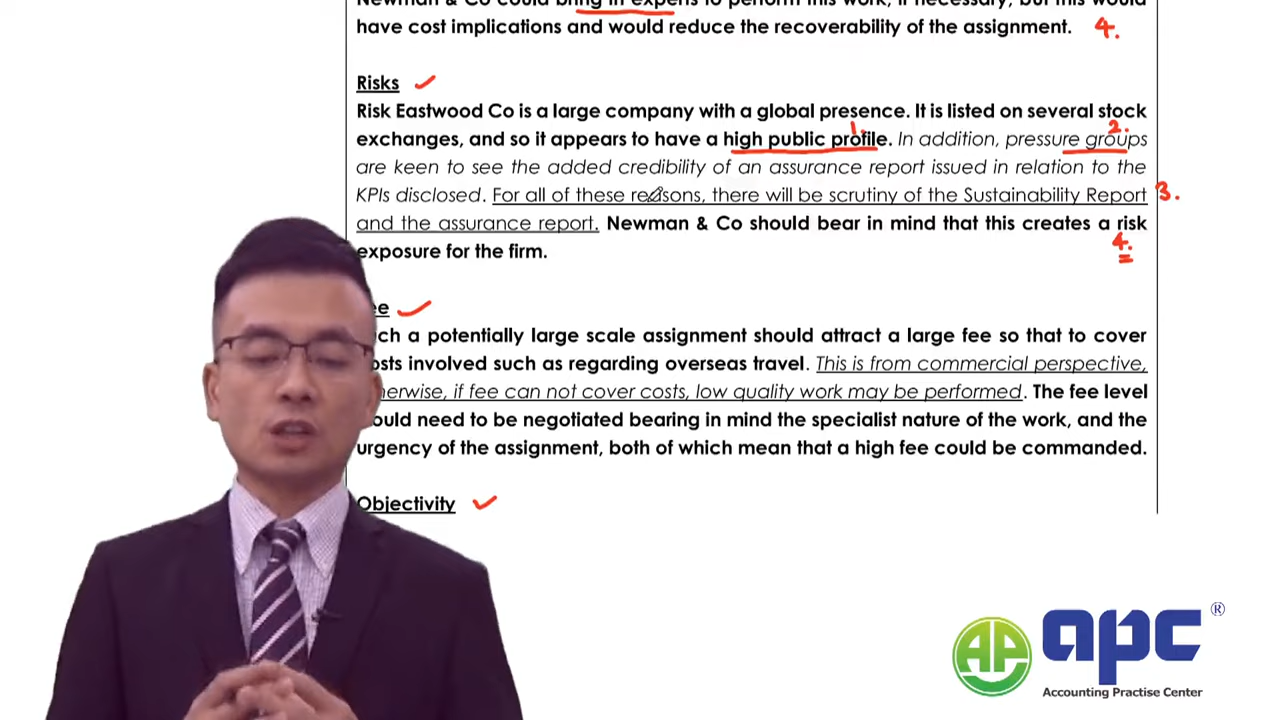 Newman & Co could bring in experts to perform this work, if necessary, but this would
have cost implications and would reduce the recoverability of the assignment. 4.
Risks
Risk Eastwood Co is a large company with a global presence. It is listed on several stock
exchanges, and so it appears to have a high public profile. In addition, pressure groups
1. 2.
are keen to see the added credibility of an assurance report issued in relation to the
KPIs disclosed. For all of these reasons, there will be scrutiny of the Sustainability Report 3.
and the assurance report. Newman & Co should bear in mind that this creates a risk
exposure for the firm. 4.
ee
ch a potentially large scale assignment should attract a large fee so that to cover
osts involved such as regarding overseas travel. This is from commercial perspective,
herwise, if fee can not cover costs, low quality work may be performed. The fee level
ould need to be negotiated bearing in mind the specialist nature of the work, and the
urgency of the assignment, both of which mean that a high fee could be commanded.
Objectivity
AP apc ®
Accounting Practise Center